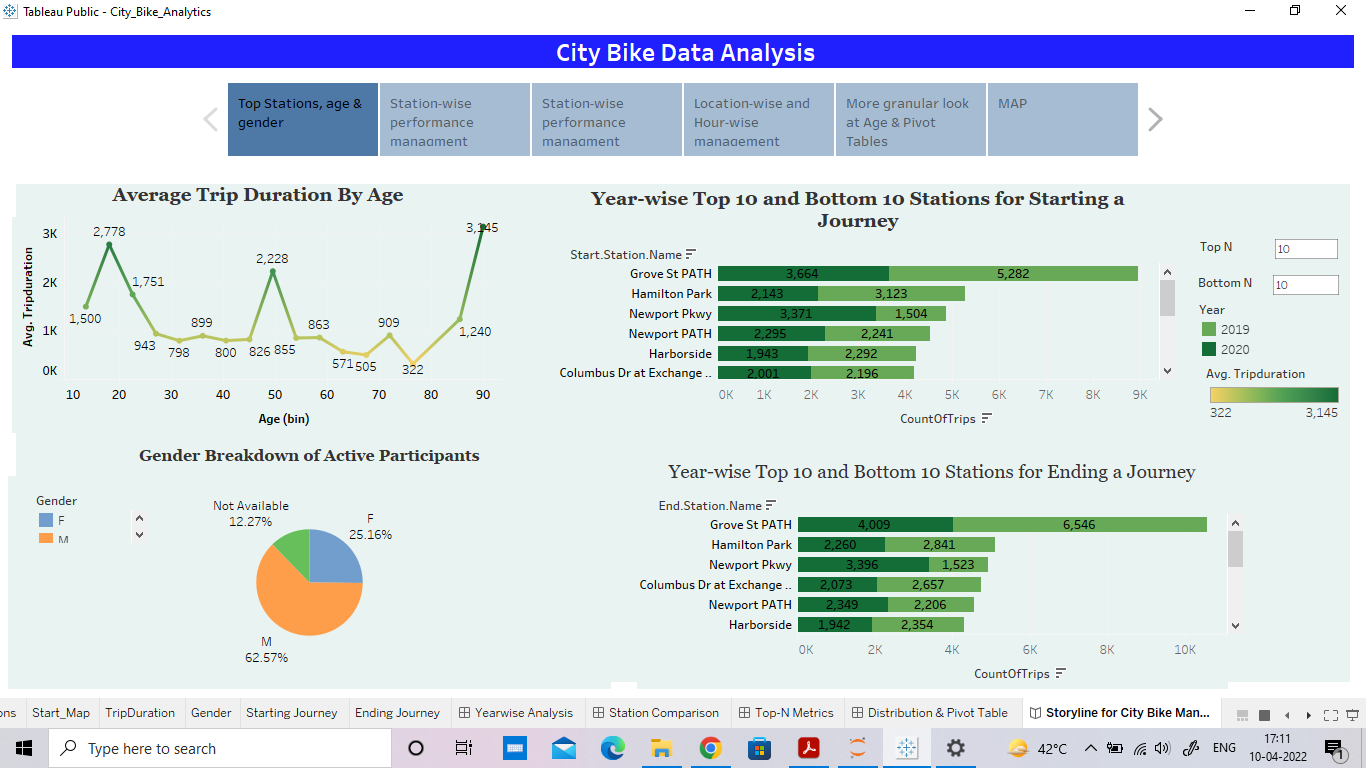 Tableau Public - City_Bike_Analytics
City Bike Data Analysis
Top Stations, age &
gender
Station-wise
performance
managment
Station-wise
performance
managment
Location-wise and
Hour-wise
management
More granular look
at Age & Pivot
Tables
MAP
Average Trip Duration By Age
Avg. Tripduration
3K
2K
1K
0K
1,500
2,778
1,751
943
798
899
800
826
2,228
855
863
571
505
909
322
1,240
3,145
10
20
30
40
50
60
70
80
90
Age (bin)
Year-wise Top 10 and Bottom 10 Stations for Starting a
Journey
Start.Station.Name
Grove St PATH 3,664 5,282
Hamilton Park 2,143 3,123
Newport Pkwy 3,371 1,504
Newport PATH 2,295 2,241
Harborside 1,943 2,292
Columbus Dr at Exchange .. 2,001 2,196
0K 1K 2K 3K 4K 5K 6K 7K 8K 9K
CountOfTrips
Top N 10
Bottom N 10
Year
2019
2020
Avg. Tripduration
322 3,145
Gender Breakdown of Active Participants
Gender
F
M
Not Available
12.27%
F
25.16%
M
62.57%
Year-wise Top 10 and Bottom 10 Stations for Ending a Journey
End.Station.Name
Grove St PATH 4,009 6,546
Hamilton Park 2,260 2,841
Newport Pkwy 3,396 1,523
Columbus Dr at Exchange .. 2,073 2,657
Newport PATH 2,349 2,206
Harborside 1,942 2,354
0K 2K 4K 6K 8K 10K
CountOfTrips
ons Start_Map TripDuration Gender Starting Journey Ending Journey Yearwise Analysis Station Comparison Top-N Metrics Distribution & Pivot Table Storyline for City Bike Man...
Type here to search
42°C
ENG
17:11
10-04-2022
1